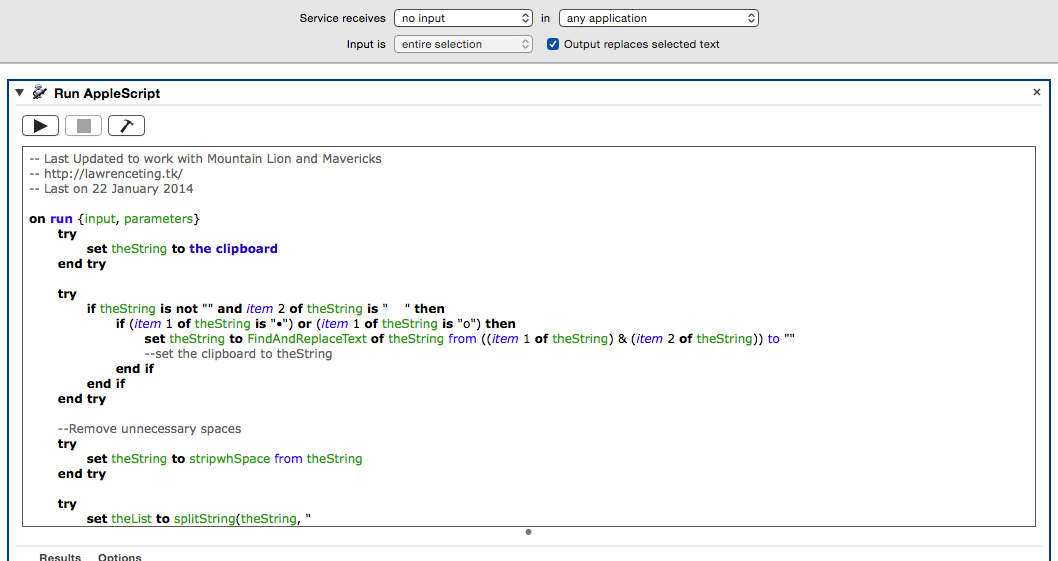 Service receives no input in any application
Input is entire selection Output replaces selected text
Run AppleScript
-- Last Updated to work with Mountain Lion and Mavericks
-- http://lawrenceting.tk/
-- Last on 22 January 2014
on run {input, parameters}
try
set theString to the clipboard
end try
try
if theString is not "" and item 2 of theString is "    " then
if (item 1 of theString is "•") or (item 1 of theString is "o") then
set theString to FindAndReplaceText of theString from ((item 1 of theString) & (item 2 of theString)) to ""
--set the clipboard to theString
end if
end if
end try
--Remove unnecessary spaces
try
set theString to stripwhSpace from theString
end try
try
set theList to splitString(theString, "
Results Options